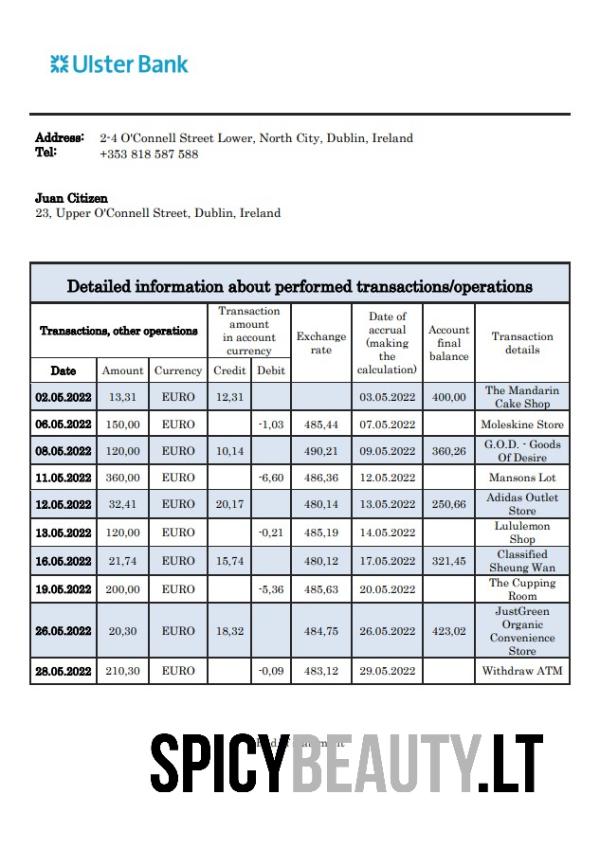 Ulster Bank
Address: 2-4 O'Connell Street Lower, North City, Dublin, Ireland
Tel: +353 818 587 588
Juan Citizen
23, Upper O'Connell Street, Dublin, Ireland
Detailed information about performed transactions/operations
Transactions, other operations Transaction amount in account currency Exchange rate Date of accrual (making the calculation) Account final balance Transaction details
Date Amount Currency Credit Debit
02.05.2022 13,31 EURO 12,31 03.05.2022 400,00 The Mandarin Cake Shop
06.05.2022 150,00 EURO -1,03 485,44 07.05.2022 Moleskine Store
08.05.2022 120,00 EURO 10,14 490,21 09.05.2022 360,26 G.O.D. - Goods Of Desire
11.05.2022 360,00 EURO -6,60 486,36 12.05.2022 Mansons Lot
12.05.2022 32,41 EURO 20,17 480,14 13.05.2022 250,66 Adidas Outlet Store
13.05.2022 120,00 EURO -0,21 485,19 14.05.2022 Lululemon Shop
16.05.2022 21,74 EURO 15,74 480,12 17.05.2022 321,45 Classified Sheung Wan
19.05.2022 200,00 EURO -5,36 485,63 20.05.2022 The Cupping Room
26.05.2022 20,30 EURO 18,32 484,75 26.05.2022 423,02 JustGreen Organic Convenience Store
28.05.2022 210,30 EURO -0,09 483,12 29.05.2022 Withdraw ATM
SPICYBEAUTY.LT